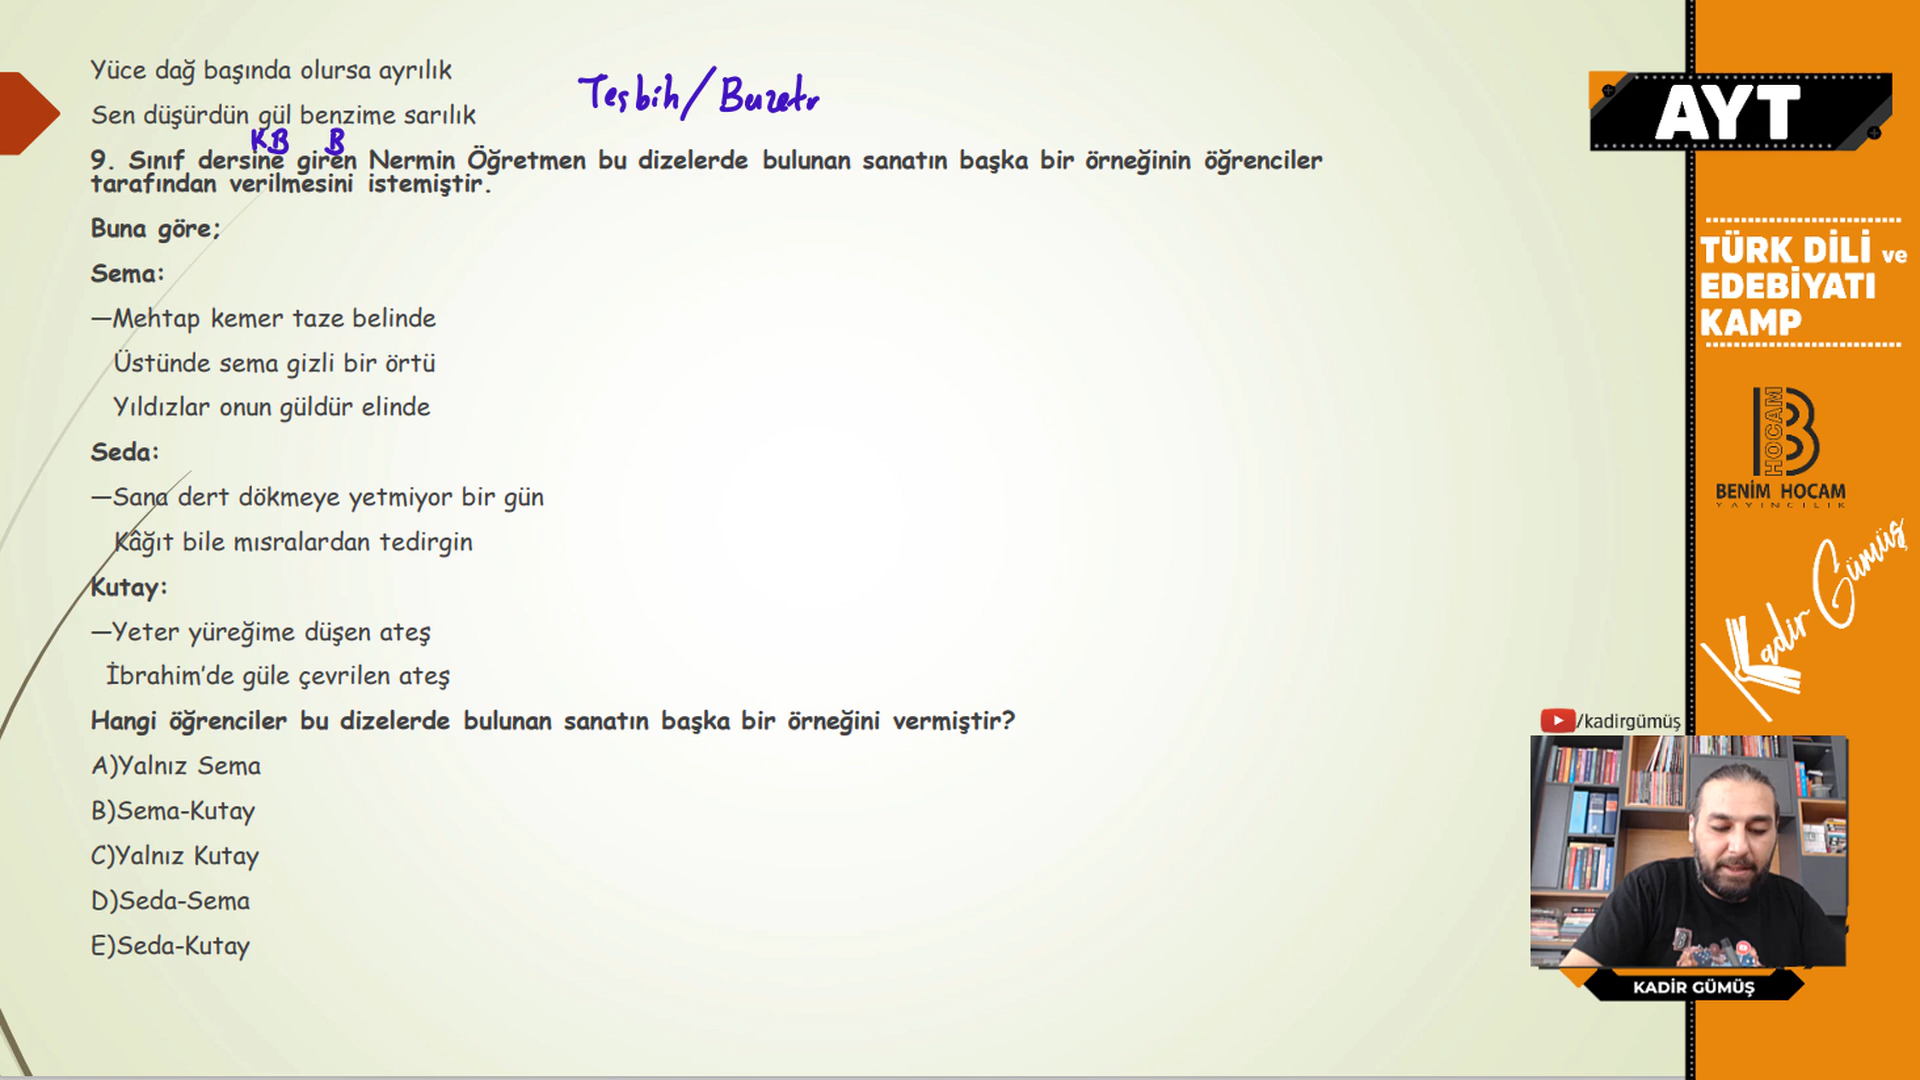 Yüce dağ başında olursa ayrılık
Sen düşürdün gül benzime sarılık
Teşbih/Benzetr
KB B
9. Sınıf dersine giren Nermin Öğretmen bu dizelerde bulunan sanatın başka bir örneğinin öğrenciler
tarafından verilmesini istemiştir.
Buna göre;
Sema:
—Mehtap kemer taze belinde
Üstünde sema gizli bir örtü
Yıldızlar onun güldür elinde
Seda:
—Sana dert dökmeye yetmiyor bir gün
Kâğıt bile mısralardan tedirgin
Kutay:
—Yeter yüreğime düşen ateş
İbrahim'de güle çevrilen ateş
Hangi öğrenciler bu dizelerde bulunan sanatın başka bir örneğini vermiştir?
A)Yalnız Sema
B)Sema-Kutay
C)Yalnız Kutay
D)Seda-Sema
E)Seda-Kutay
AYT
TÜRK DİLİ ve
EDEBİYATI
KAMP
B
HOCAM
BENİM HOCAM
YAYINCILIK
Kadir Gümüş
/kadirgümüş
KADİR GÜMÜŞ